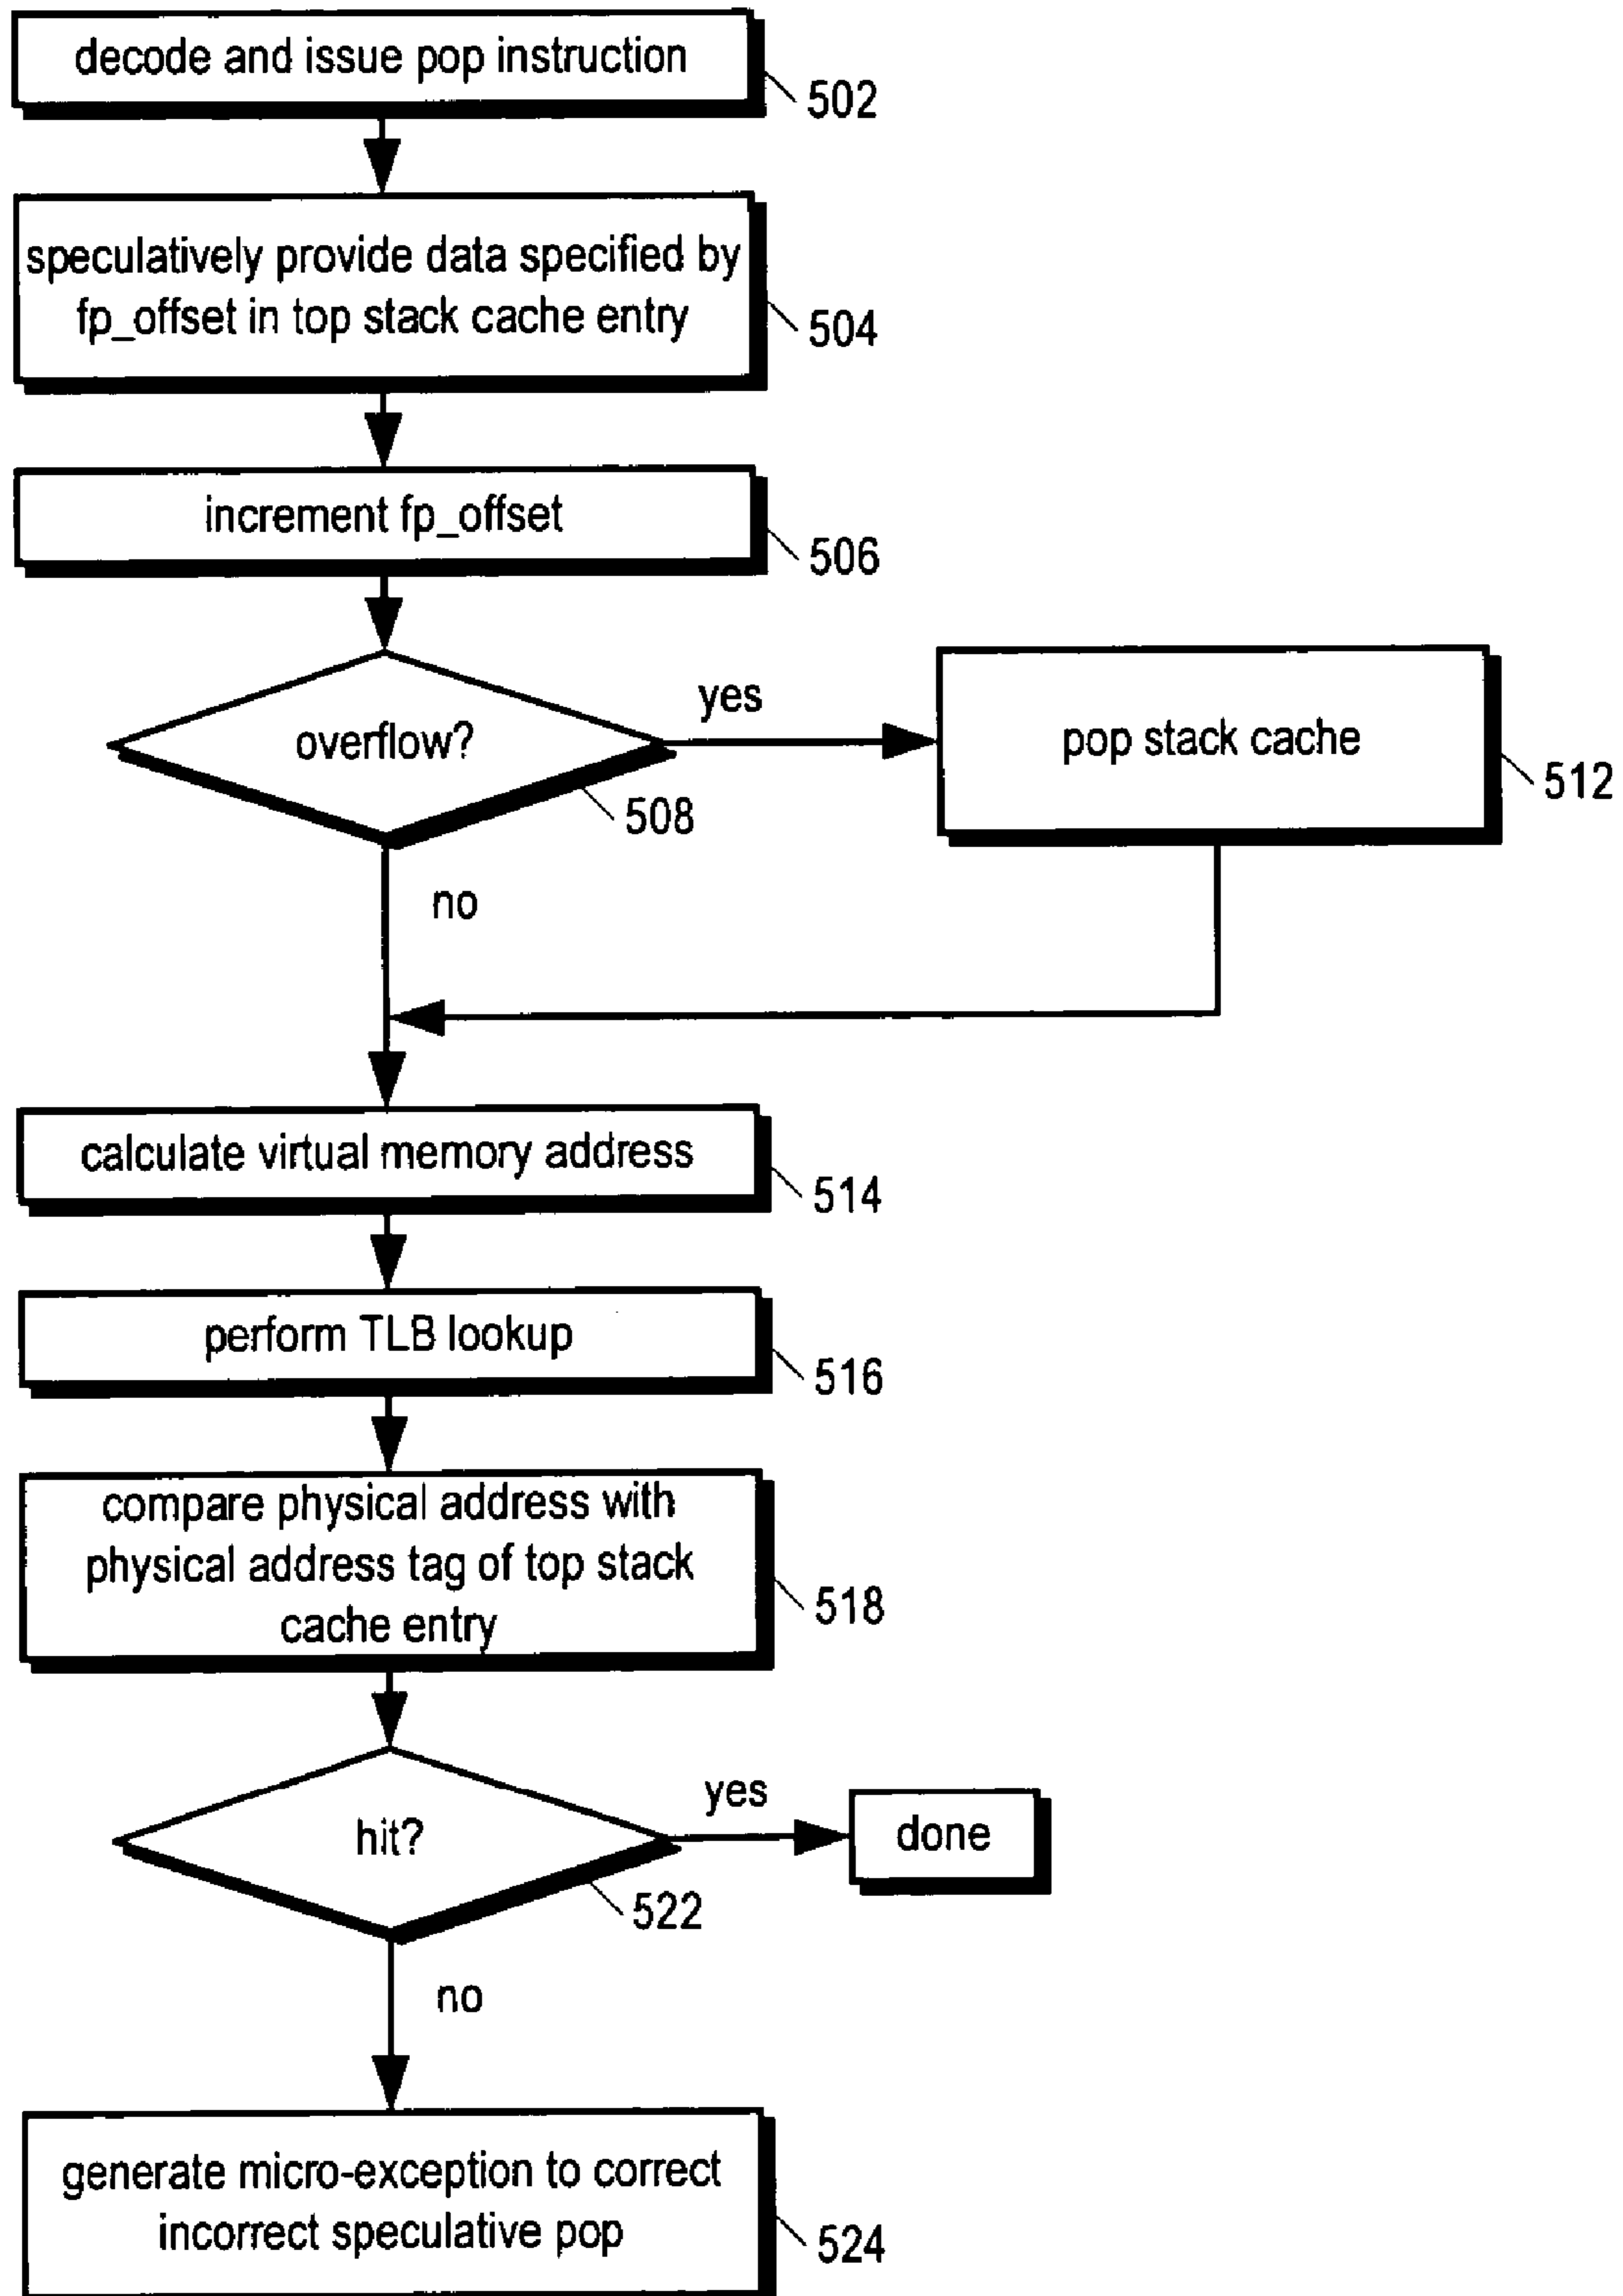 decode and issue pop instruction
502
speculatively provide data specified by
fp_offset in top stack cache entry
504
increment fp_offset
506
overflow?
yes
508
pop stack cache
512
no
calculate virtual memory address
514
perform TLB lookup
516
compare physical address with
physical address tag of top stack
cache entry
518
hit?
yes
done
522
no
generate micro-exception to correct
incorrect speculative pop
524